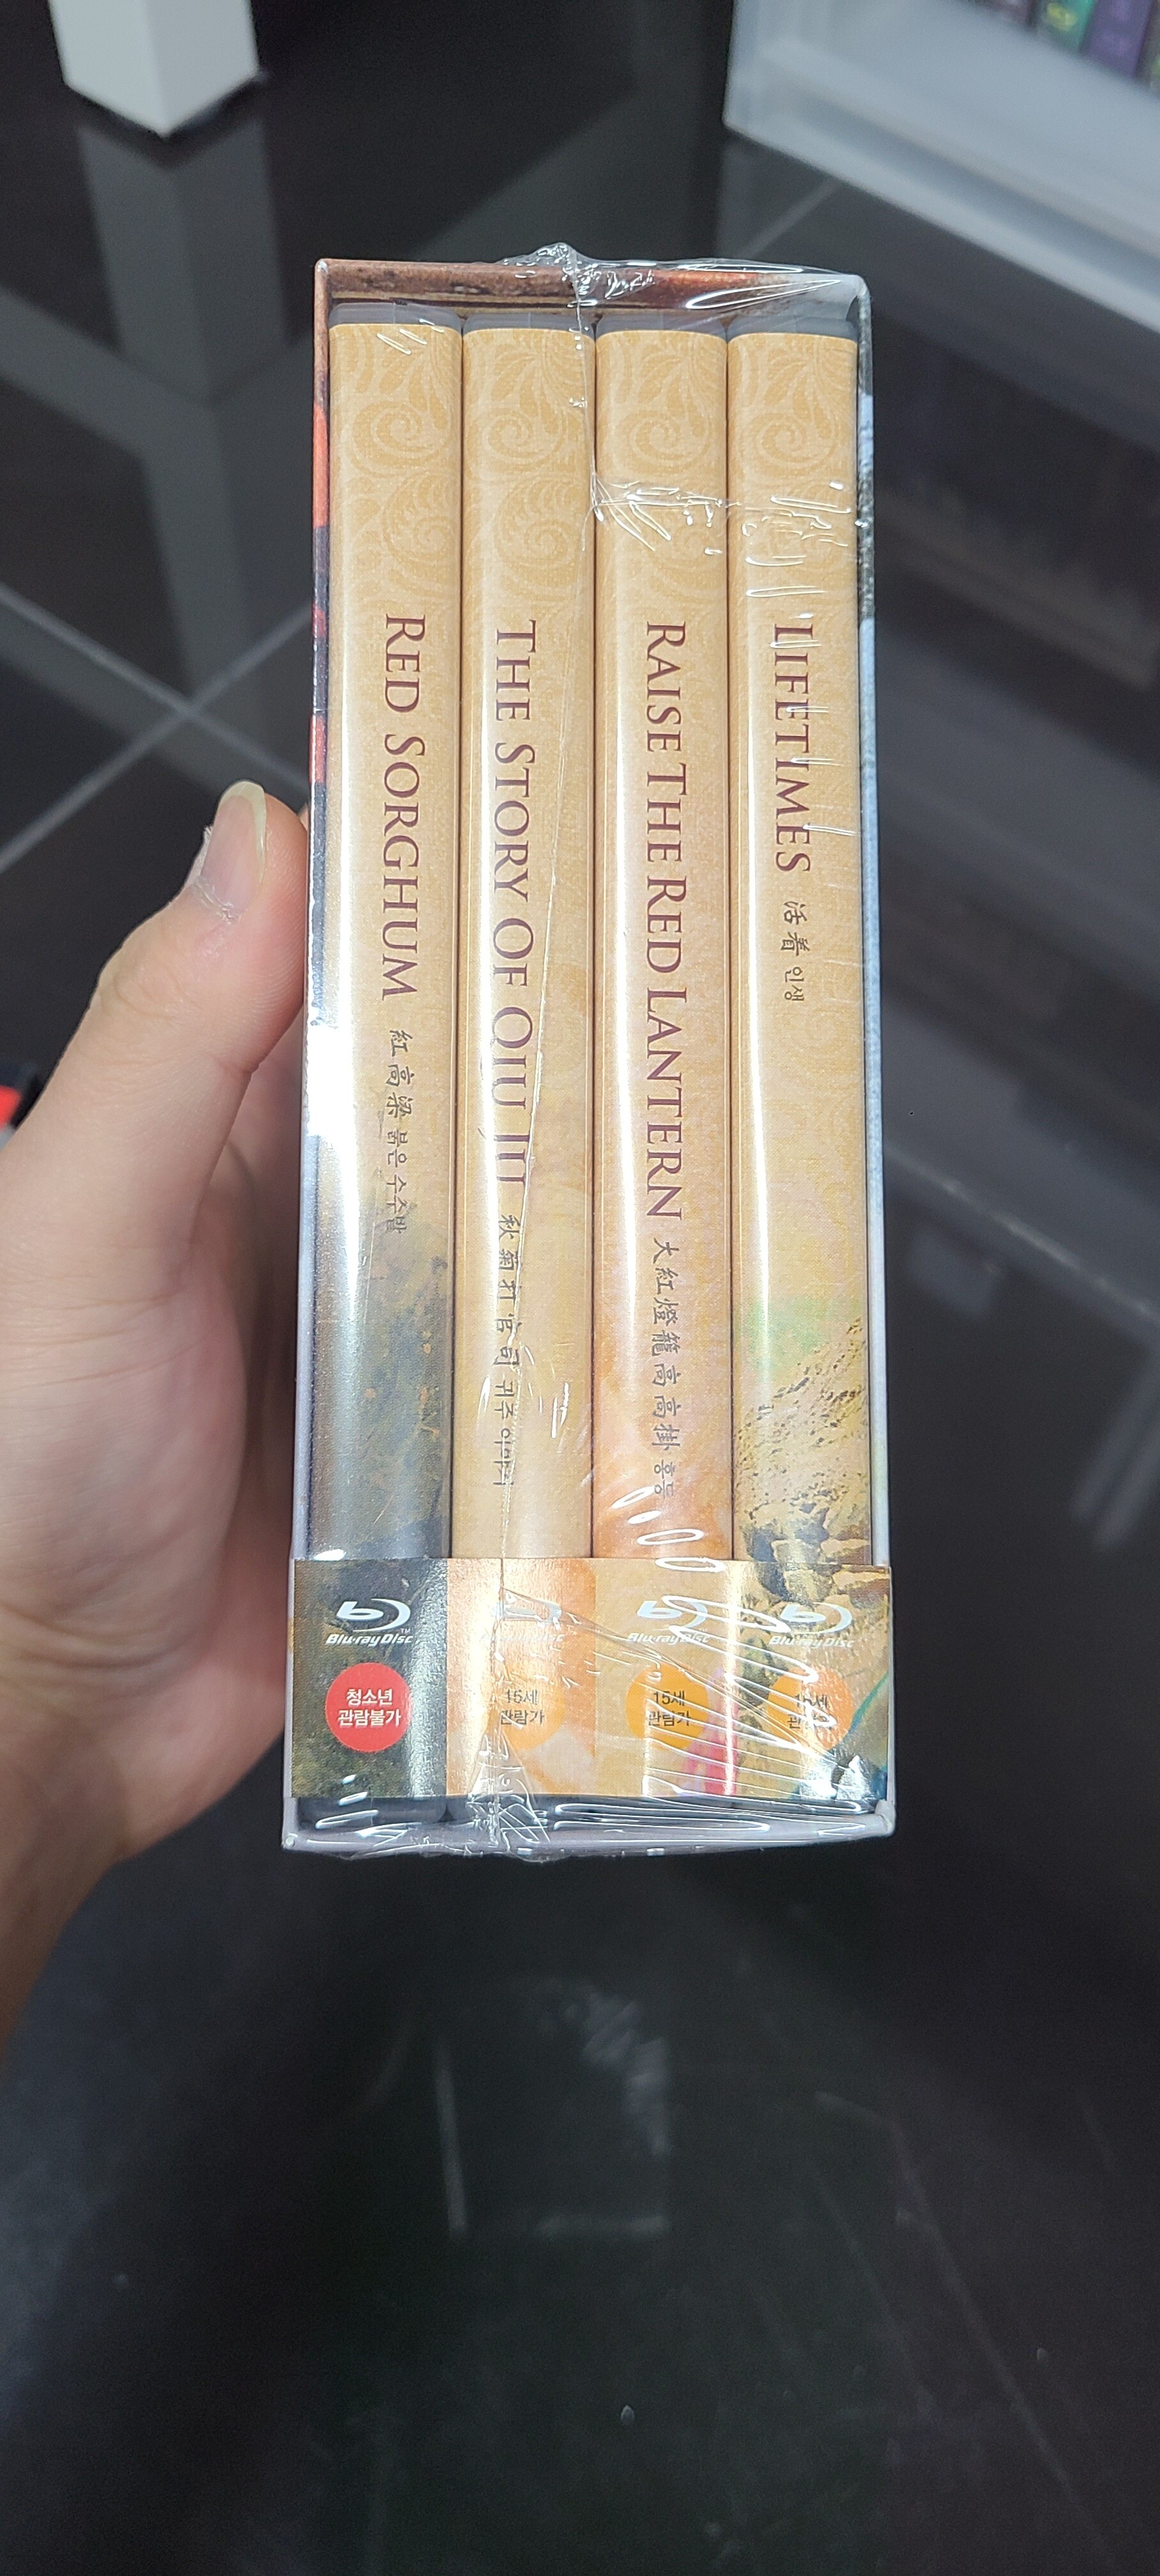 RED SORGHUM 紅高梁 붉은 수수밭
THE STORY OF QIU JU 秋菊打官司 귀주 이야기
RAISE THE RED LANTERN 大紅燈籠高高掛 홍등
LIFETIMES 活着 인생
Blu-ray Disc™
Blu-ray Disc
Blu-ray Disc
청소년
관람불가
15세
관람가
15세
관람가